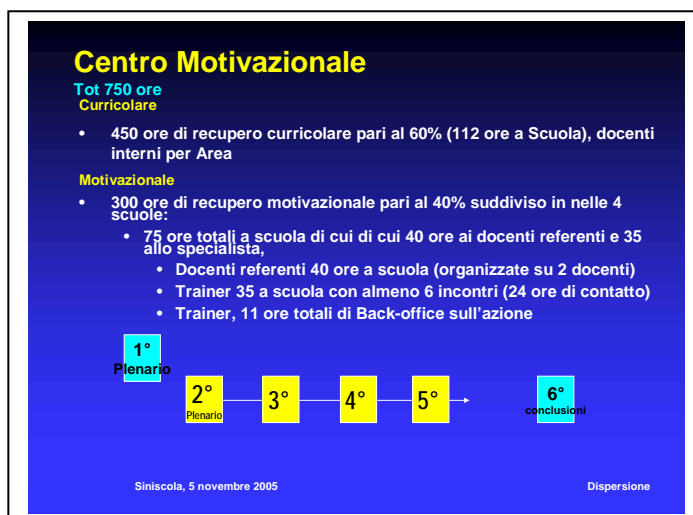 Centro Motivazionale
Tot 750 ore
Curricolare
• 450 ore di recupero curricolare pari al 60% (112 ore a Scuola), docenti
interni per Area
Motivazionale
• 300 ore di recupero motivazionale pari al 40% suddiviso in nelle 4
scuole:
• 75 ore totali a scuola di cui di cui 40 ore ai docenti referenti e 35
allo specialista,
• Docenti referenti 40 ore a scuola (organizzate su 2 docenti)
• Trainer 35 a scuola con almeno 6 incontri (24 ore di contatto)
• Trainer, 11 ore totali di Back-office sull'azione
1°
Plenario
2°
Plenario
3°
4°
5°
6°
conclusioni
Siniscola, 5 novembre 2005
Dispersione